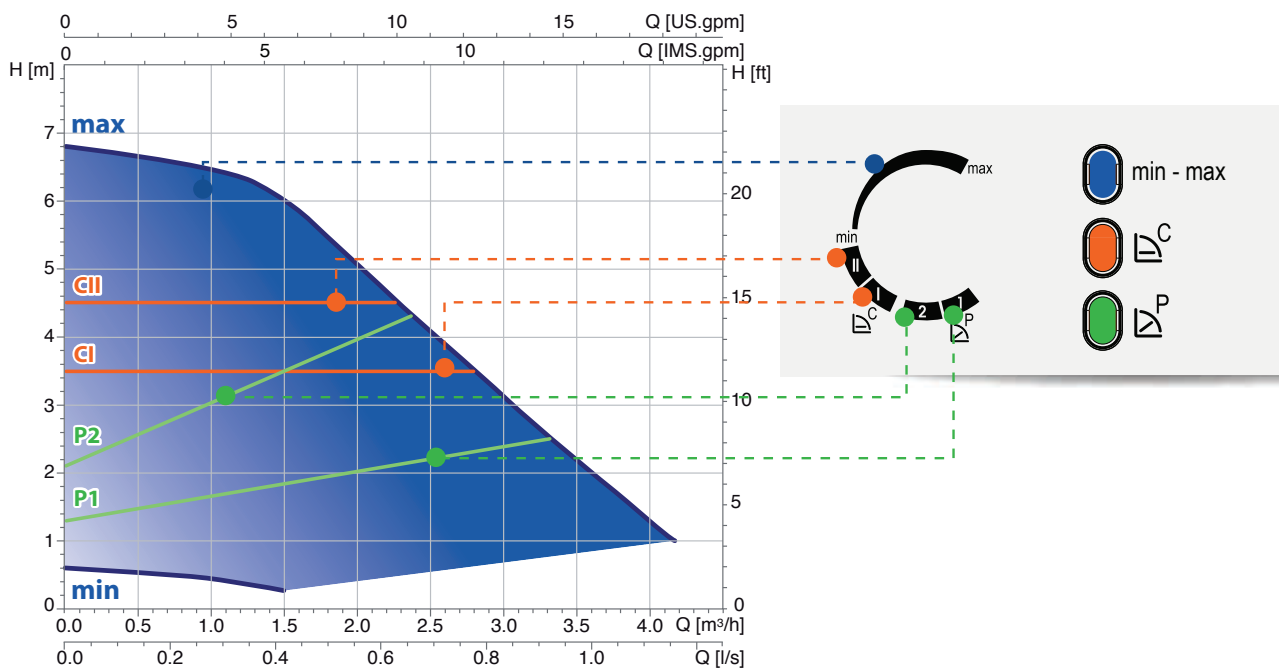 0 5 10 15 Q [US.gpm]
0 5 10 Q [IMS.gpm]
H [m] H [ft]
7 max
6 20
5
CII 15
4
CI
3 10
P2
2
P1 5
1
min
0 0
0.0 0.5 1.0 1.5 2.0 2.5 3.0 3.5 4.0 Q [m³/h]
0.0 0.2 0.4 0.6 0.8 1.0 Q [l/s]
max
min
II
I
C
2
1
P
min - max
C
P